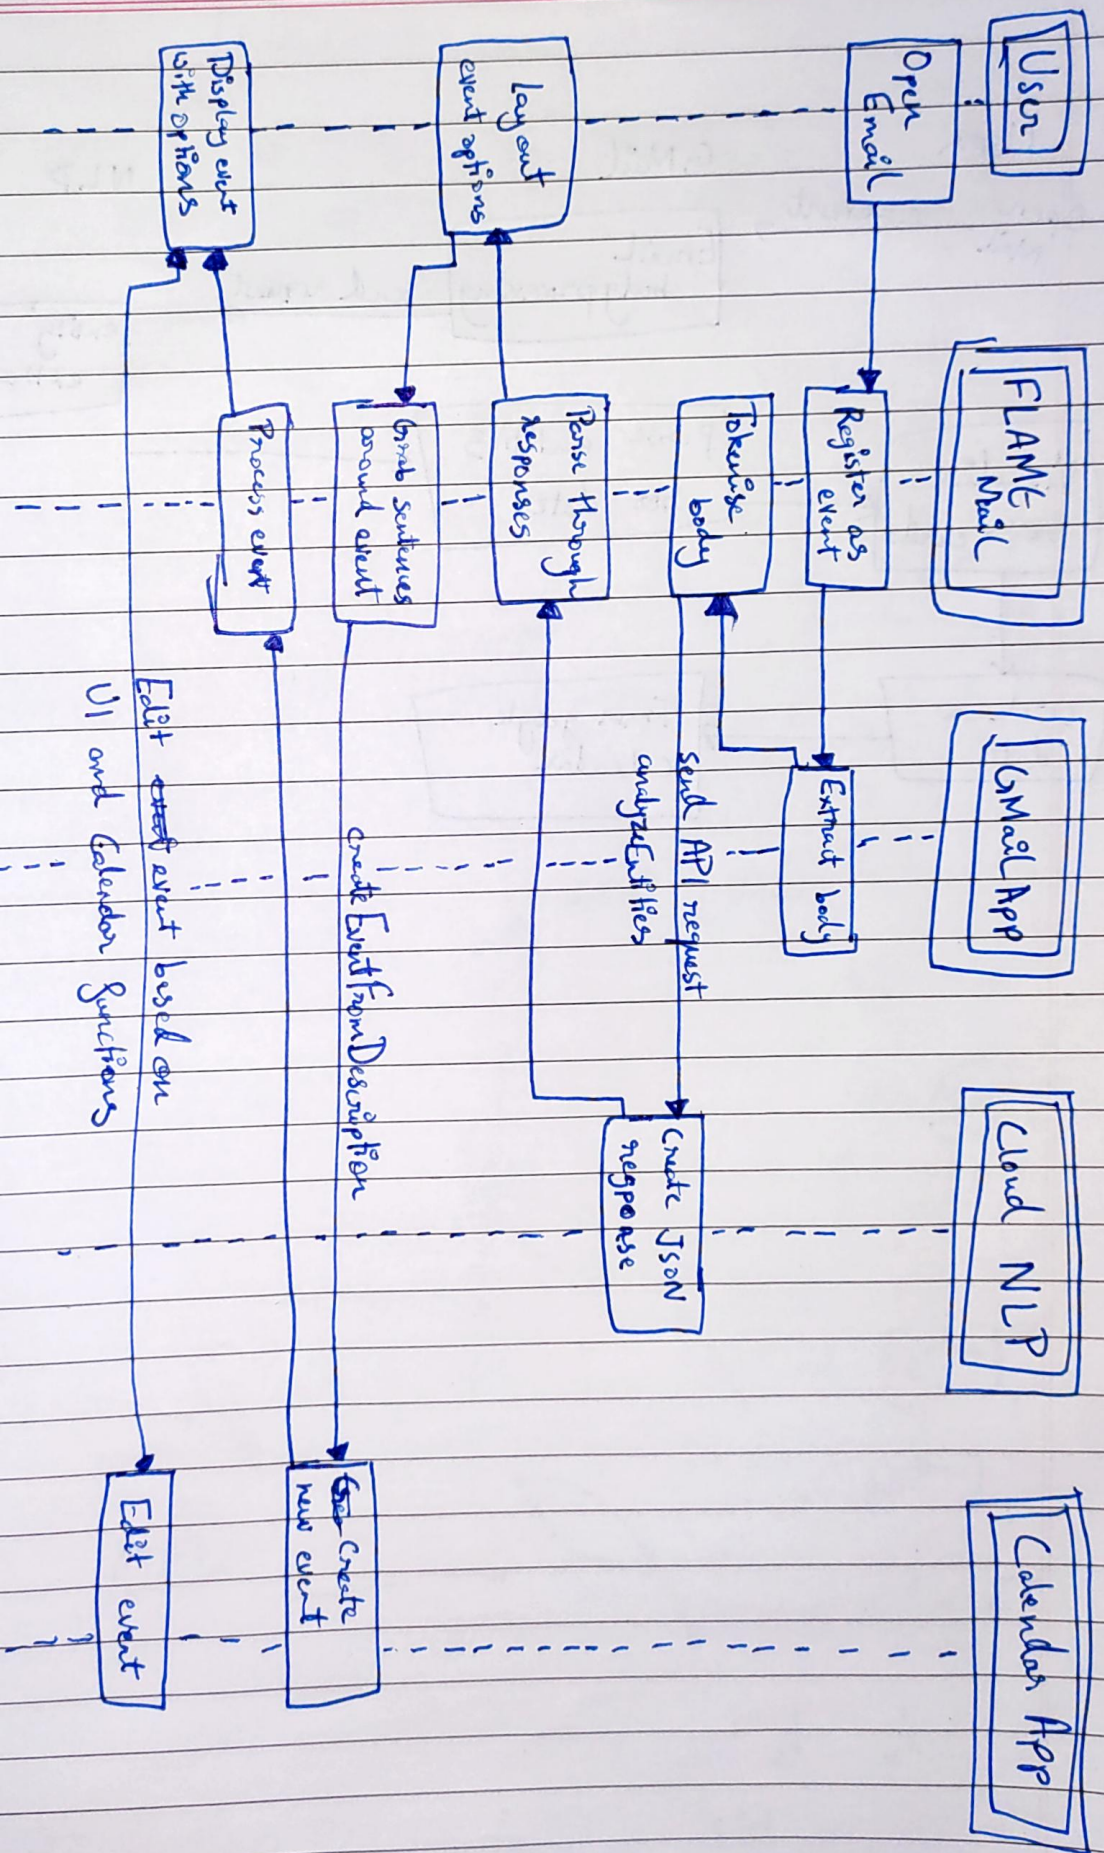 User
FLAME
Mail
GMail App
Cloud NLP
Calendar App
Open
Email
Register as
event
Extract body
Tokenise
body
send API request
analyzeEntities
Create JSON
response
Parse through
responses
Layout
event options
Grab sentences
around event
createEventFromDescription
Create
new event
Process event
Display event
with options
Edit event based on
UI and Calendar functions
Edit event